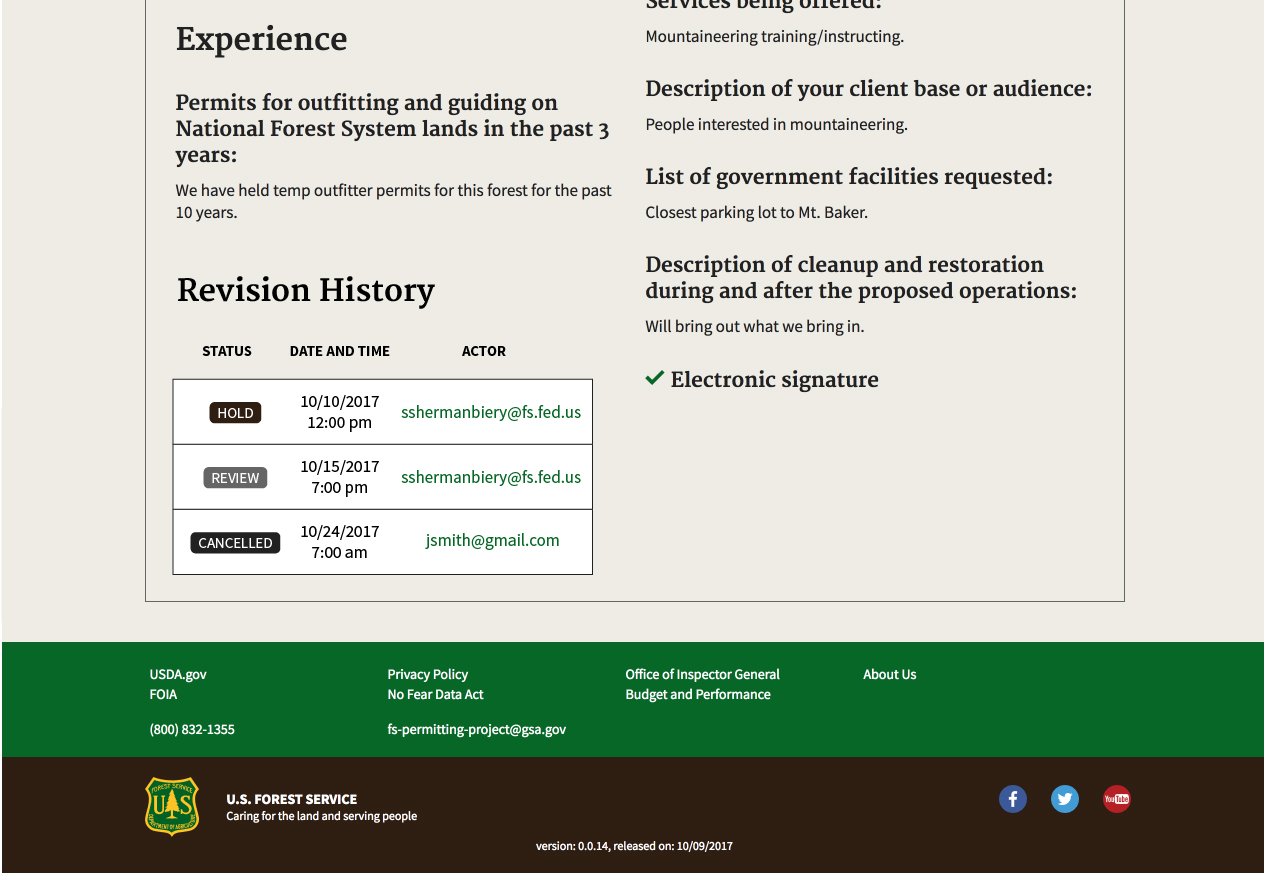 Experience
Permits for outfitting and guiding on
National Forest System lands in the past 3
years:
We have held temp outfitter permits for this forest for the past
10 years.
Revision History
STATUS DATE AND TIME ACTOR
HOLD 10/10/2017 12:00 pm sshermanbiery@fs.fed.us
REVIEW 10/15/2017 7:00 pm sshermanbiery@fs.fed.us
CANCELLED 10/24/2017 7:00 am jsmith@gmail.com
Services being offered:
Mountaineering training/instructing.
Description of your client base or audience:
People interested in mountaineering.
List of government facilities requested:
Closest parking lot to Mt. Baker.
Description of cleanup and restoration
during and after the proposed operations:
Will bring out what we bring in.
Electronic signature
USDA.gov Privacy Policy Office of Inspector General About Us
FOIA No Fear Data Act Budget and Performance
(800) 832-1355 fs-permitting-project@gsa.gov
FOREST SERVICE
U S
DEPARTMENT OF AGRICULTURE
U.S. FOREST SERVICE
Caring for the land and serving people
You Tube
version: 0.0.14, released on: 10/09/2017